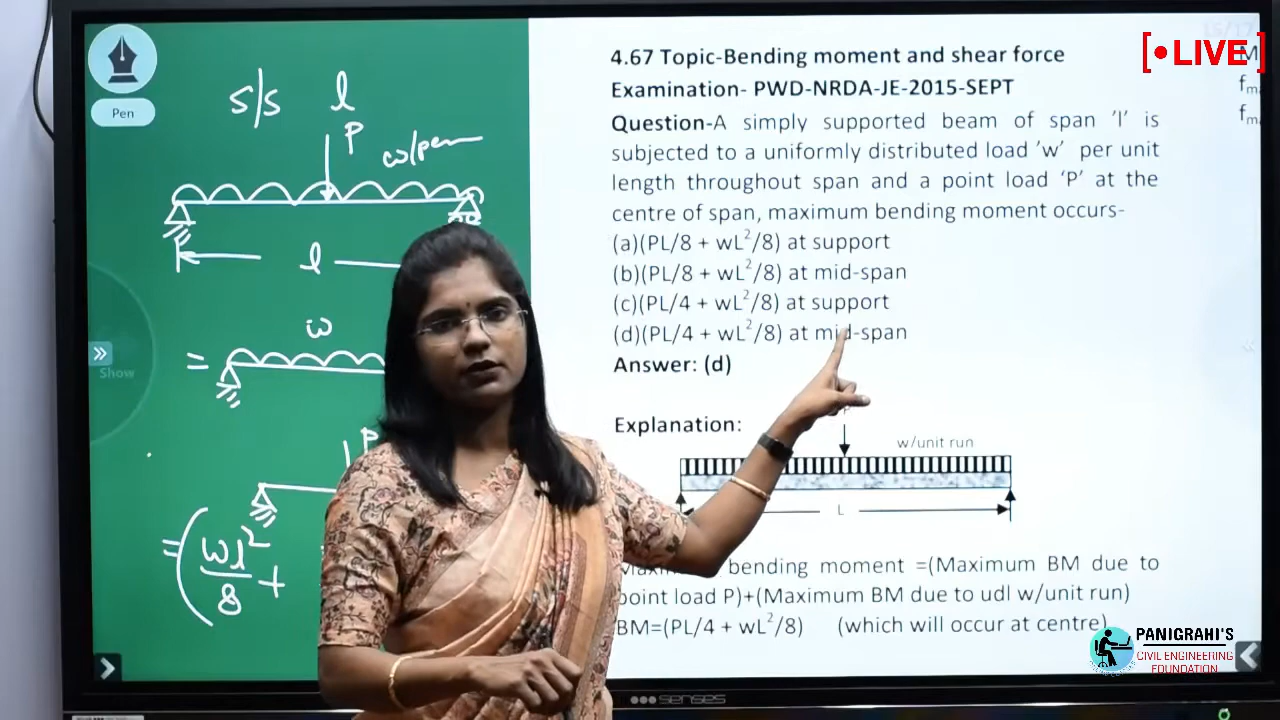 Pen
S/S l
P
w/per
l
= w
Show
P
= ( wl²/8 +
[•LIVE]
4.67 Topic-Bending moment and shear force
Examination- PWD-NRDA-JE-2015-SEPT
Question-A simply supported beam of span 'l' is
subjected to a uniformly distributed load 'w' per unit
length throughout span and a point load 'P' at the
centre of span, maximum bending moment occurs-
(a)(PL/8 + wL²/8) at support
(b)(PL/8 + wL²/8) at mid-span
(c)(PL/4 + wL²/8) at support
(d)(PL/4 + wL²/8) at mid-span
Answer: (d)
Explanation:
w/unit run
L
bending moment =(Maximum BM due to
point load P)+(Maximum BM due to udl w/unit run)
BM=(PL/4 + wL²/8) (which will occur at centre)
PANIGRAHI'S
CIVIL ENGINEERING
FOUNDATION
senses